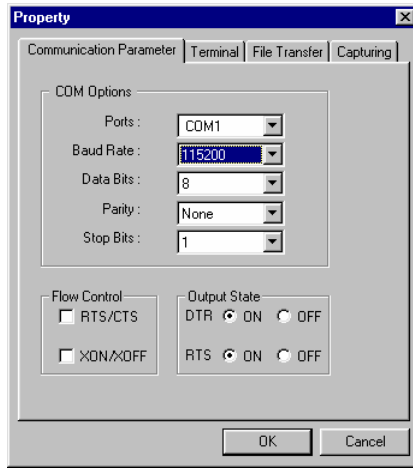 Property
Communication Parameter Terminal File Transfer Capturing
COM Options
Ports : COM1
Baud Rate : 115200
Data Bits : 8
Parity : None
Stop Bits : 1
Flow Control Output State
RTS/CTS DTR ON OFF
XON/XOFF RTS ON OFF
OK Cancel